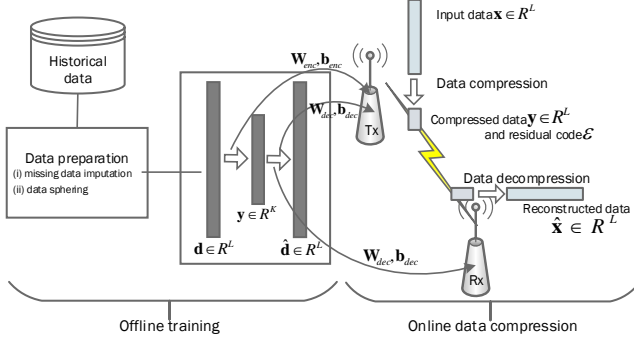 Historical
data
Data preparation
(i) missing data imputation
(ii) data sphering
d ∈ R^L
y ∈ R^K
d̂ ∈ R^L
W_enc, b_enc
W_dec, b_dec
W_dec, b_dec
Tx
Rx
Input data x ∈ R^L
Data compression
Compressed data y ∈ R^L
and residual code ε
Data decompression
Reconstructed data
x̂ ∈ R^L
Offline training
Online data compression